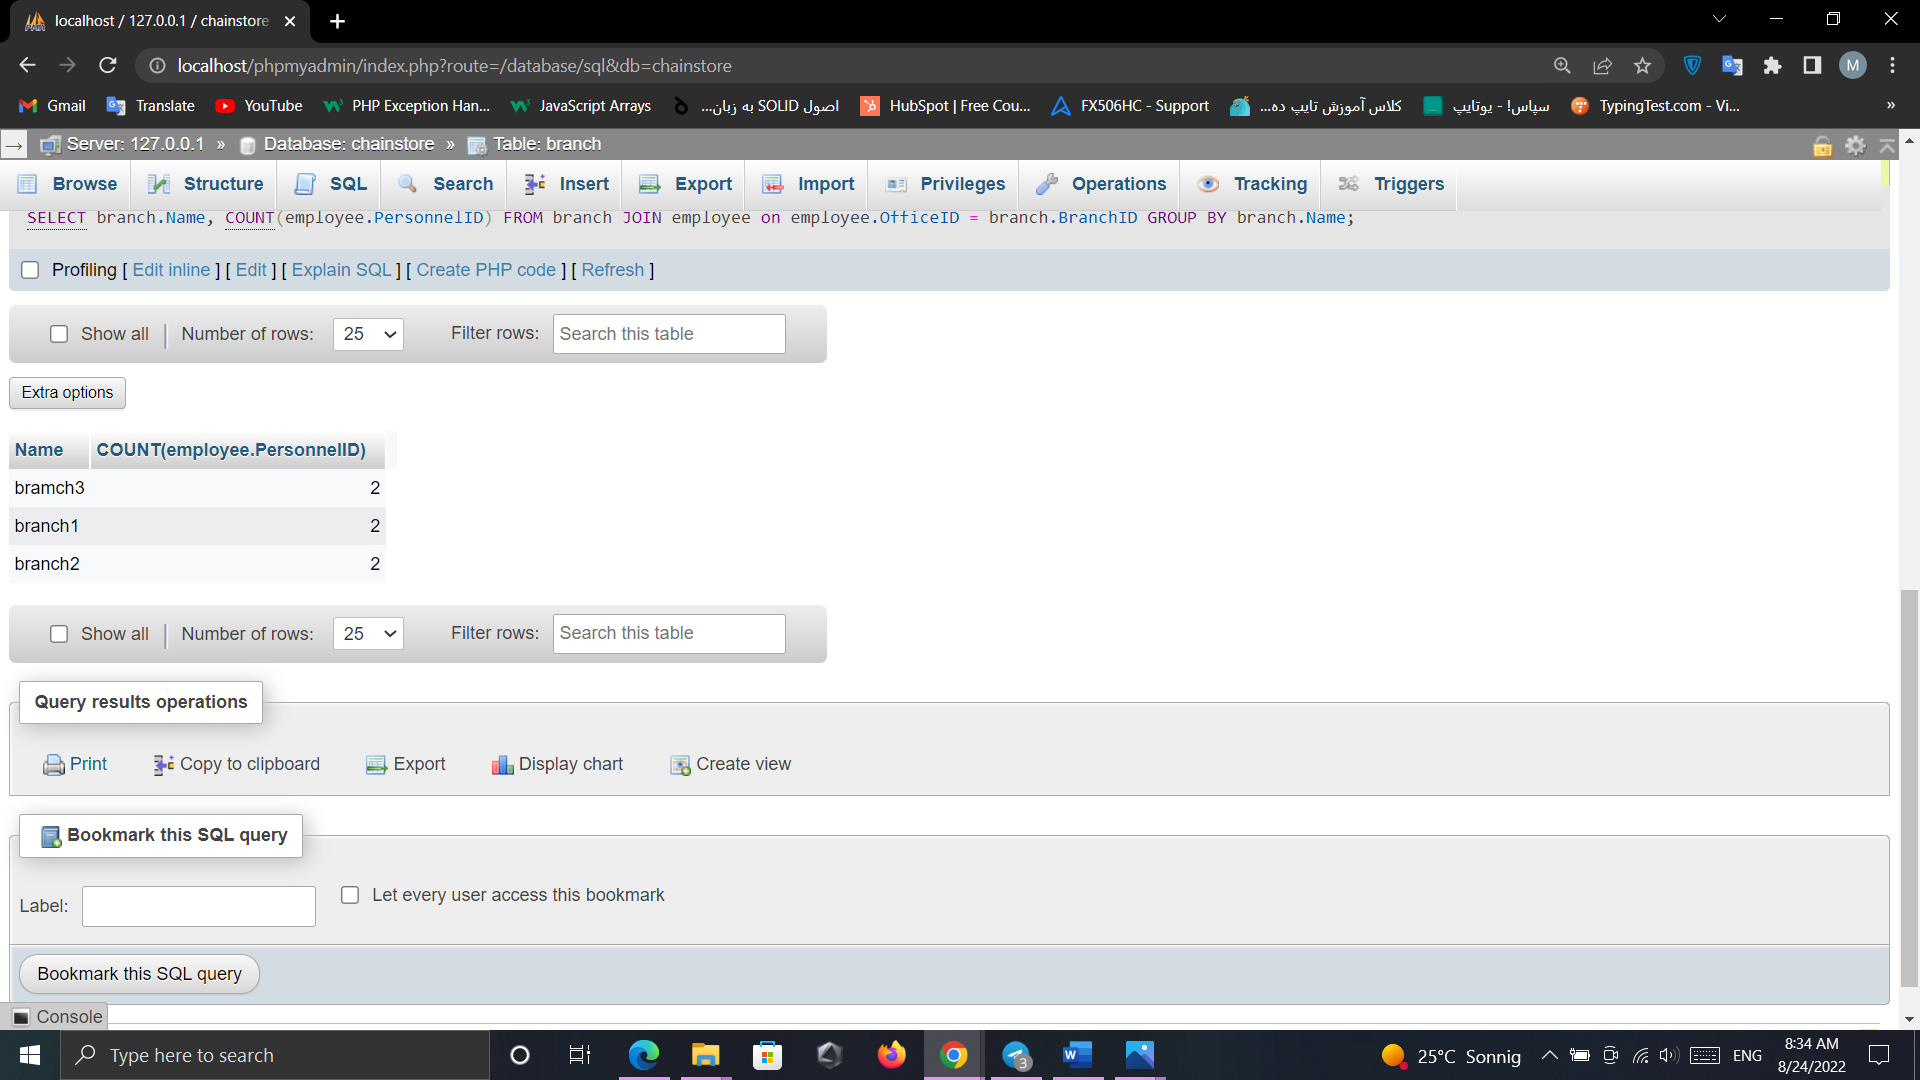 localhost / 127.0.0.1 / chainstore
localhost/phpmyadmin/index.php?route=/database/sql&db=chainstore
M
Gmail Translate YouTube PHP Exception Han... JavaScript Arrays اصول SOLID به زبان... HubSpot | Free Cou... FX506HC - Support کلاس آموزش تایپ ده... سپاس! - یوتایپ TypingTest.com - Vi... »
Server: 127.0.0.1 » Database: chainstore » Table: branch
Browse Structure SQL Search Insert Export Import Privileges Operations Tracking Triggers
SELECT branch.Name, COUNT(employee.PersonnelID) FROM branch JOIN employee on employee.OfficeID = branch.BranchID GROUP BY branch.Name;
Profiling [ Edit inline ] [ Edit ] [ Explain SQL ] [ Create PHP code ] [ Refresh ]
Show all Number of rows: 25 Filter rows: Search this table
Extra options
Name COUNT(employee.PersonnelID)
bramch3 2
branch1 2
branch2 2
Show all Number of rows: 25 Filter rows: Search this table
Query results operations
Print Copy to clipboard Export Display chart Create view
Bookmark this SQL query
Label: Let every user access this bookmark
Bookmark this SQL query
Console
Type here to search 3 25°C Sonnig ENG 8:34 AM
8/24/2022